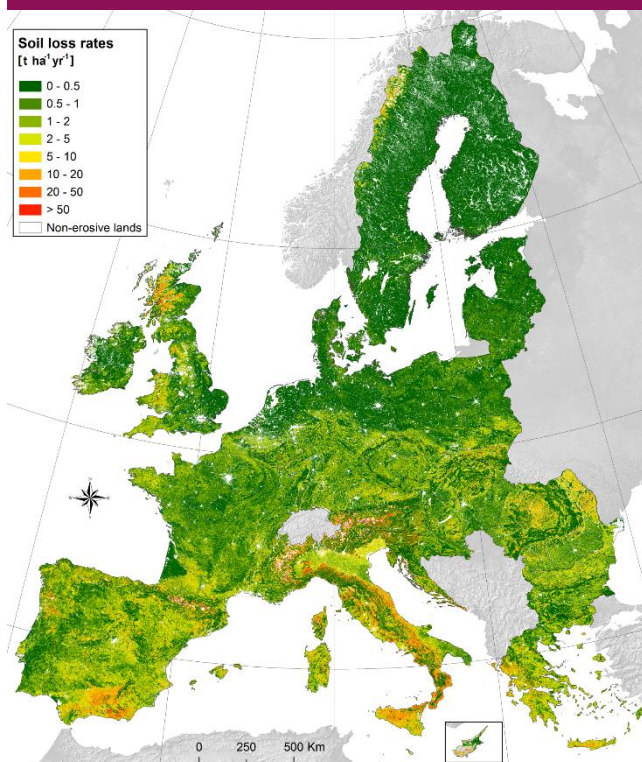 Soil loss rates
[t ha⁻¹ yr⁻¹]
0 - 0.5
0.5 - 1
1 - 2
2 - 5
5 - 10
10 - 20
20 - 50
> 50
Non-erosive lands
0 250 500 Km